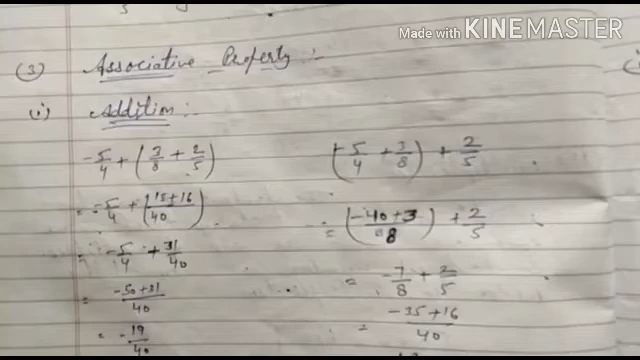 Made with KINEMASTER
(3) Associative Property :-
(i) Addition :-
-5/4 + (3/8 + 2/5)
= -5/4 + (15+16/40)
= -5/4 + 31/40
= -50+31/40
= -19/40
(-5/4 + 3/8) + 2/5
= (-40+3/8) + 2/5
= -7/8 + 2/5
= -35+16/40